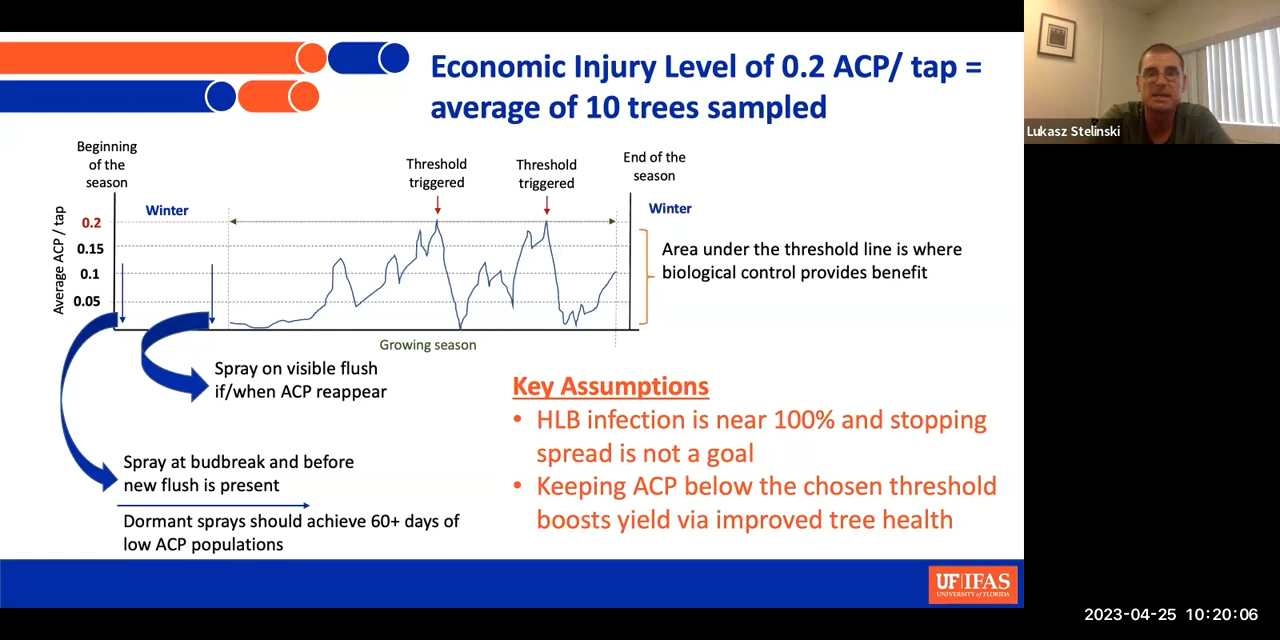 Economic Injury Level of 0.2 ACP/ tap =
average of 10 trees sampled
Beginning
of the
season
Winter
Threshold
triggered
Threshold
triggered
End of the
season
Winter
Average ACP / tap
0.2
0.15
0.1
0.05
Area under the threshold line is where
biological control provides benefit
Growing season
Spray on visible flush
if/when ACP reappear
Spray at budbreak and before
new flush is present
Dormant sprays should achieve 60+ days of
low ACP populations
Key Assumptions
• HLB infection is near 100% and stopping
spread is not a goal
• Keeping ACP below the chosen threshold
boosts yield via improved tree health
UF|IFAS
UNIVERSITY of FLORIDA
Lukasz Stelinski
2023-04-25 10:20:06